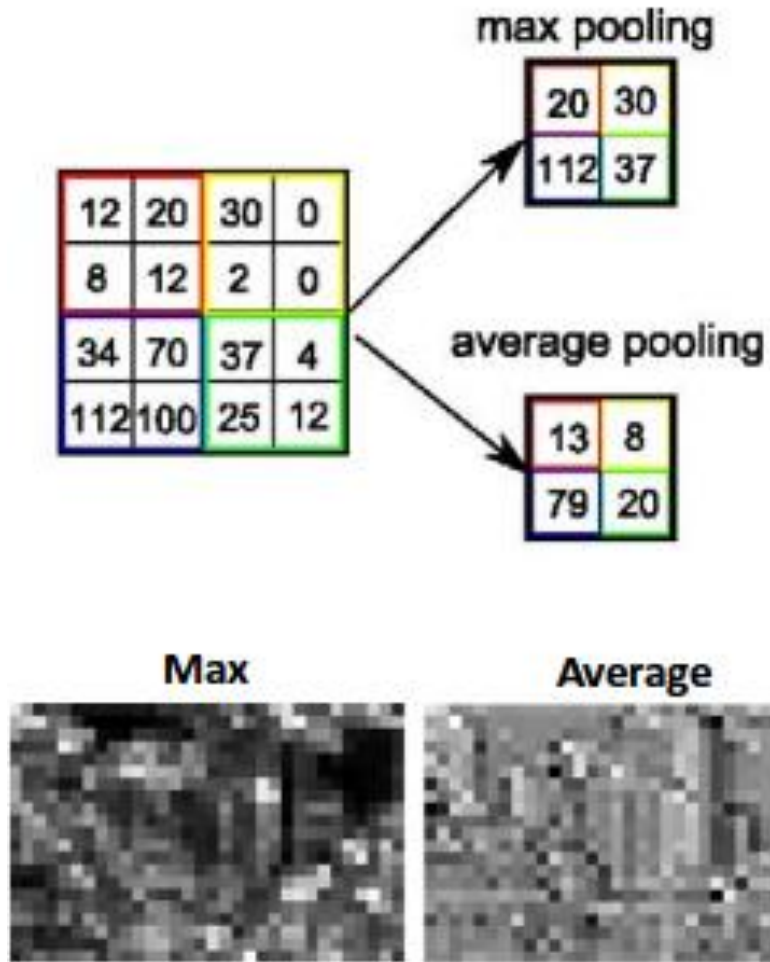 max pooling
20 30
112 37
12 20 30 0
8 12 2 0
34 70 37 4
112 100 25 12
average pooling
13 8
79 20
Max Average